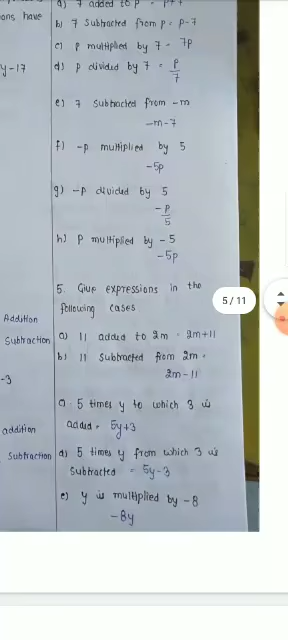 a) 7 added to p = p+7
ons have
b) 7 Subtracted from p = p-7
c) p multiplied by 7 = 7p
y-17
d) p divided by 7 = p/7
e) 7 Subtracted from -m
-m-7
f) -p multiplied by 5
-5p
g) -p divided by 5
-p/5
h) P multiplied by -5
-5p
5. Give expressions in the
following cases
5/11
Addition
a) 11 added to 2m = 2m+11
Subtraction
b) 11 Subtracted from 2m =
2m-11
-3
c) 5 times y to which 3 is
added = 5y+3
addition
Subtraction
d) 5 times y from which 3 is
Subtracted = 5y-3
e) y is multiplied by -8
-8y